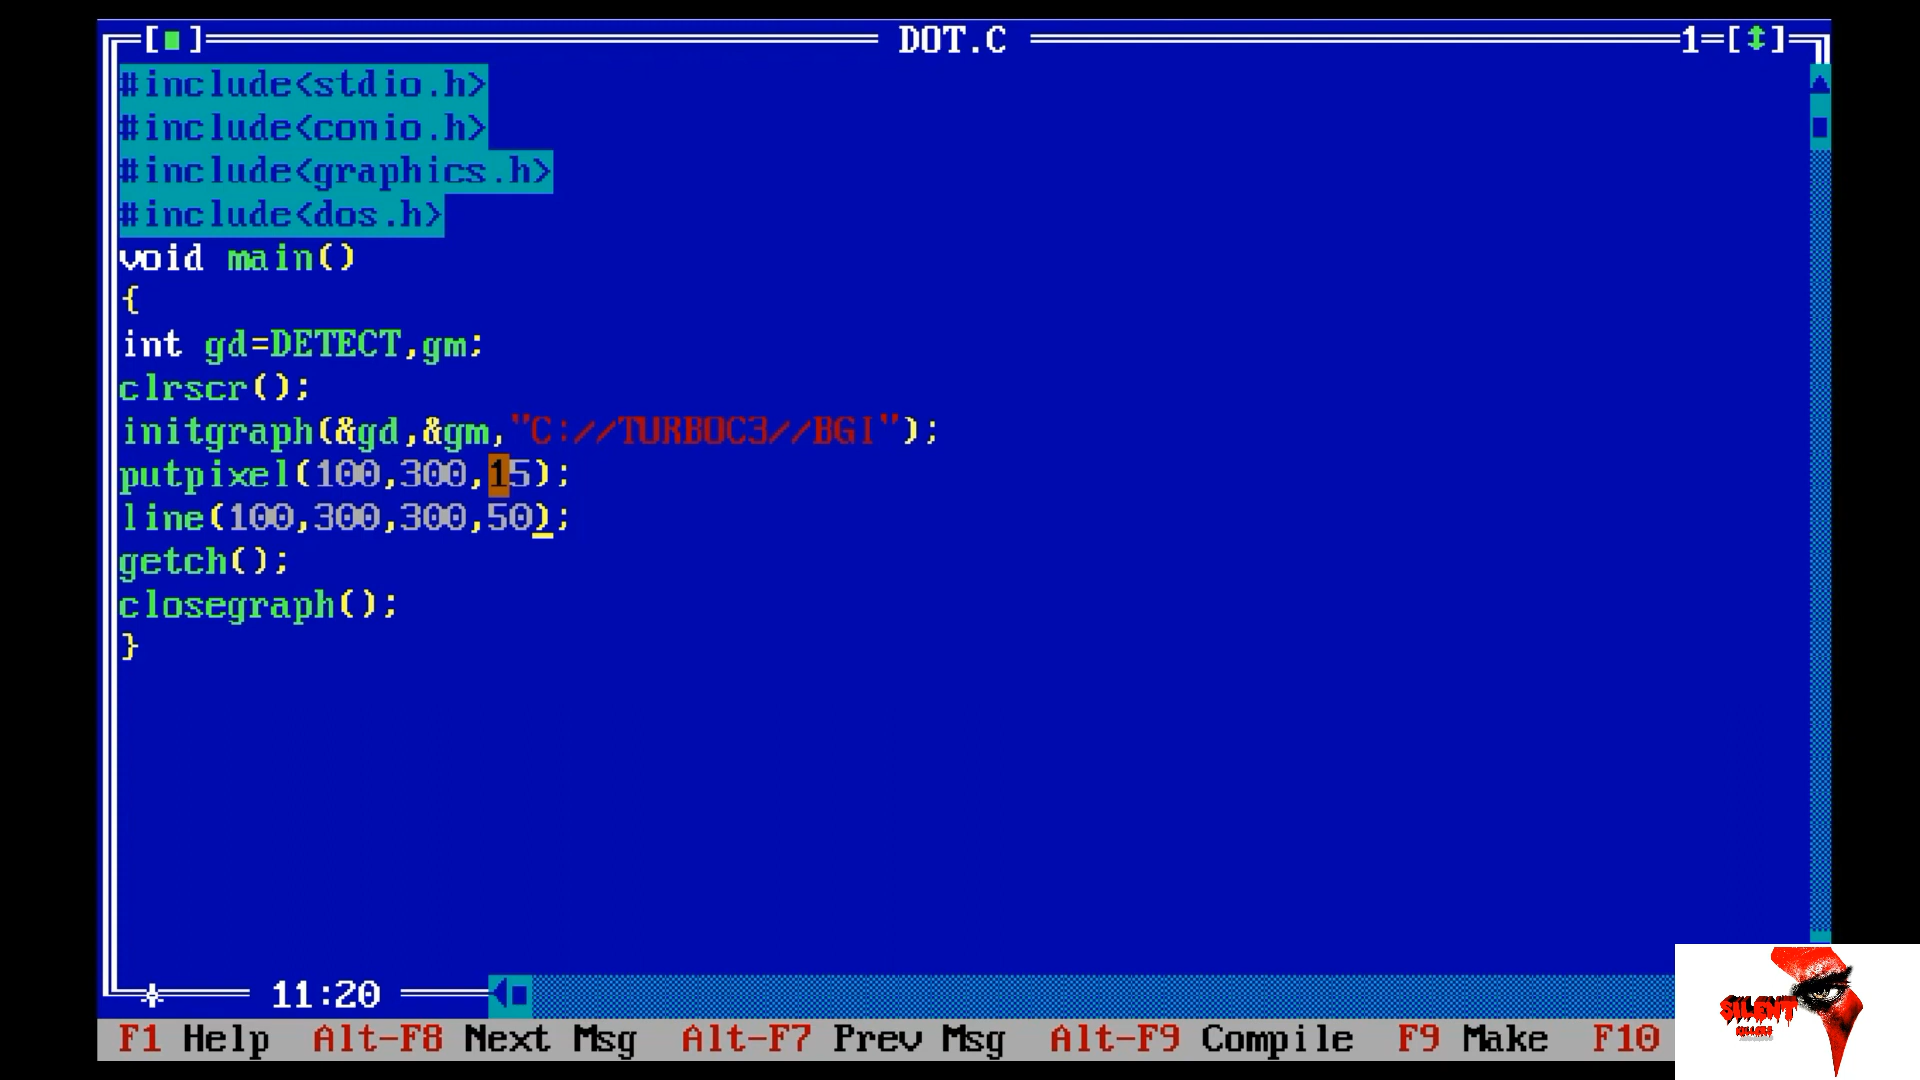 [■] DOT.C 1=[↕]
#include<stdio.h>
#include<conio.h>
#include<graphics.h>
#include<dos.h>
void main()
{
int gd=DETECT,gm;
clrscr();
initgraph(&gd,&gm,"C://TURBOC3//BGI");
putpixel(100,300,15);
line(100,300,300,50);
getch();
closegraph();
}
11:20
F1 Help Alt-F8 Next Msg Alt-F7 Prev Msg Alt-F9 Compile F9 Make F10
SILENT